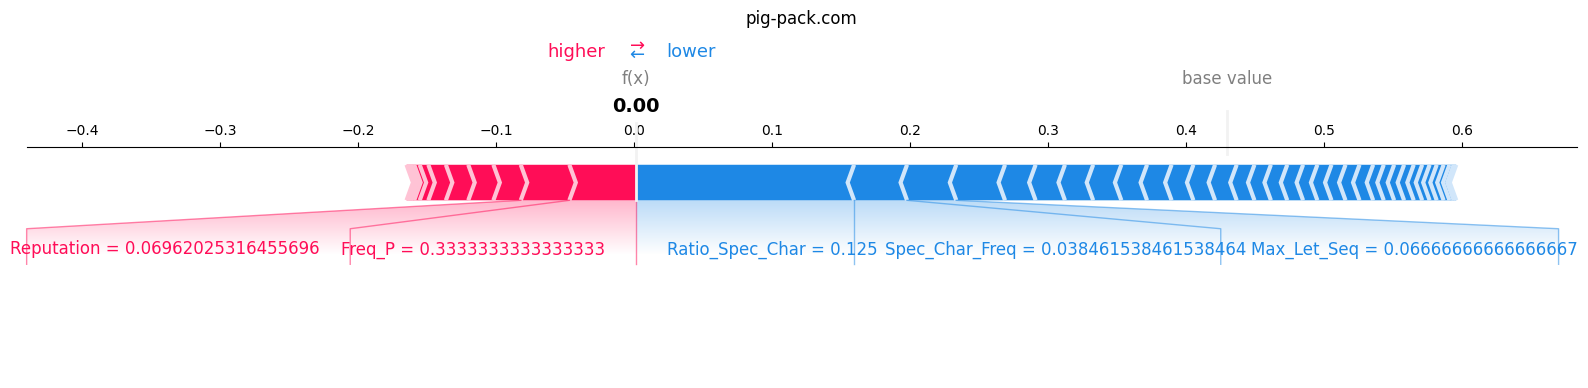 pig-pack.com
higher ⇄ lower
f(x) base value
0.00
−0.4 −0.3 −0.2 −0.1 0.0 0.1 0.2 0.3 0.4 0.5 0.6
Reputation = 0.06962025316455696 Freq_P = 0.3333333333333333 Ratio_Spec_Char = 0.125 Spec_Char_Freq = 0.038461538461538464 Max_Let_Seq = 0.06666666666666667